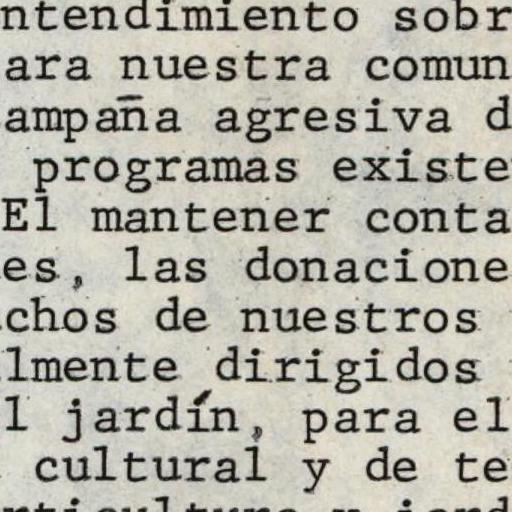 ntendimiento sobr
ara nuestra comun
ampaña agresiva d
programas existe
El mantener conta
es, las donacione
chos de nuestros
lmente dirigidos
l jardín, para el
cultural y de te